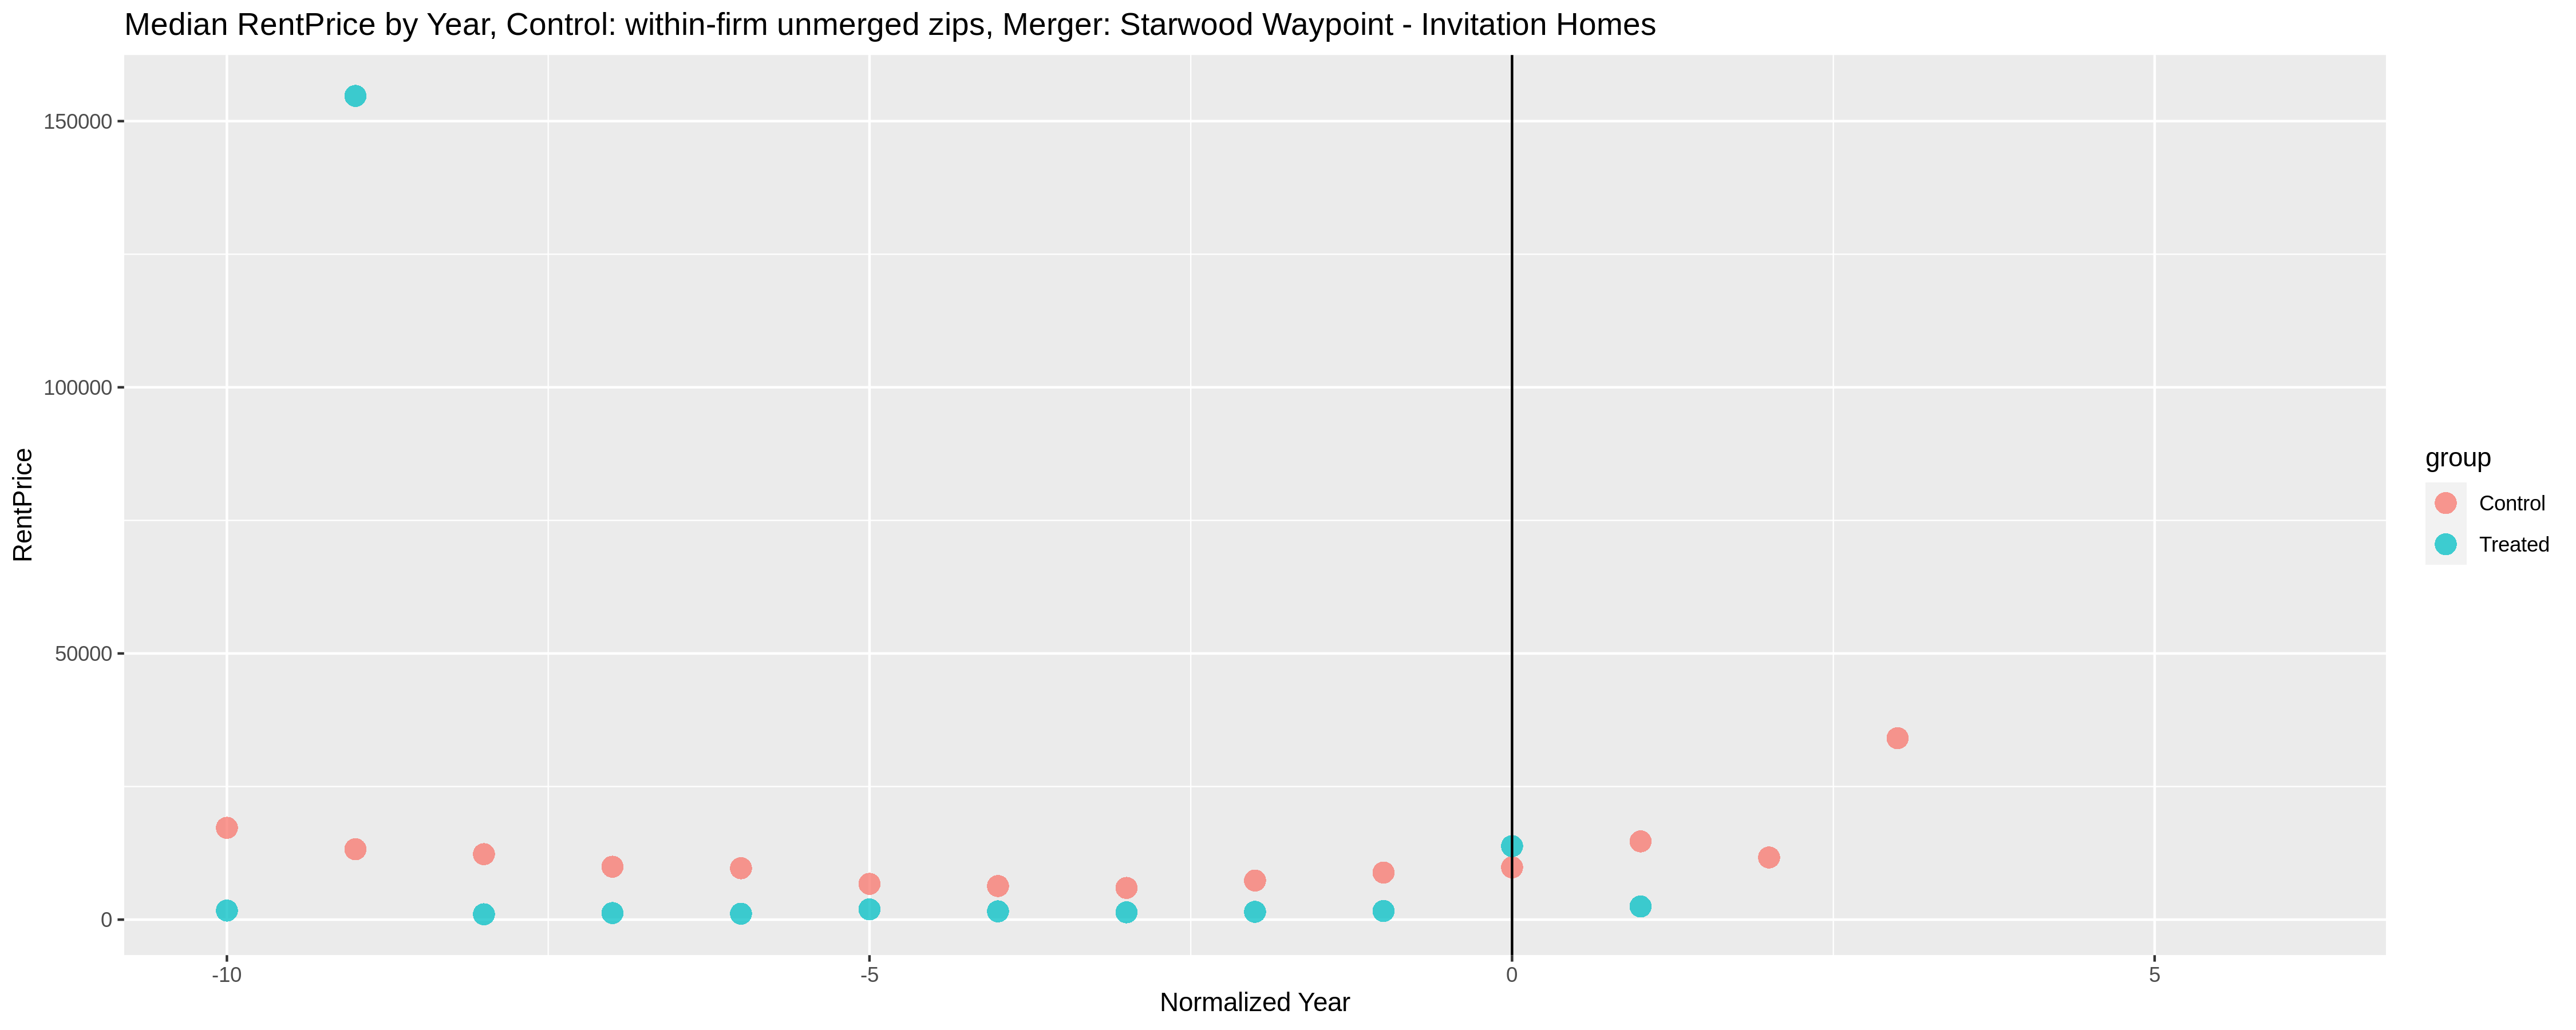 Median RentPrice by Year, Control: within-firm unmerged zips, Merger: Starwood Waypoint - Invitation Homes
150000
100000
50000
0
RentPrice
-10
-5
0
5
Normalized Year
group
Control
Treated